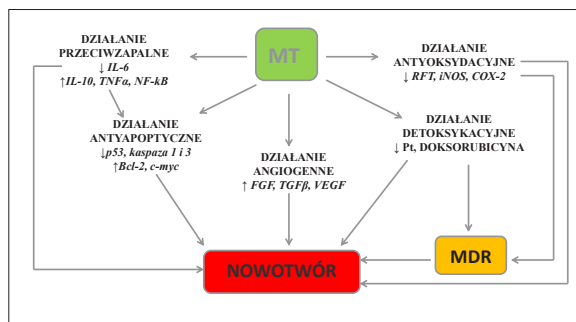 DZIAŁANIE
PRZECIWZAPALNE
↓ IL-6
↑IL-10, TNFα, NF-kB
MT
DZIAŁANIE
ANTYOKSYDACYJNE
↓ RFT, iNOS, COX-2
DZIAŁANIE
ANTYAPOPTYCZNE
↓p53, kaspaza 1 i 3
↑Bcl-2, c-myc
DZIAŁANIE
ANGIOGENNE
↑ FGF, TGFβ, VEGF
DZIAŁANIE
DETOKSYKACYJNE
↓ Pt, DOKSORUBICYNA
NOWOTWÓR
MDR